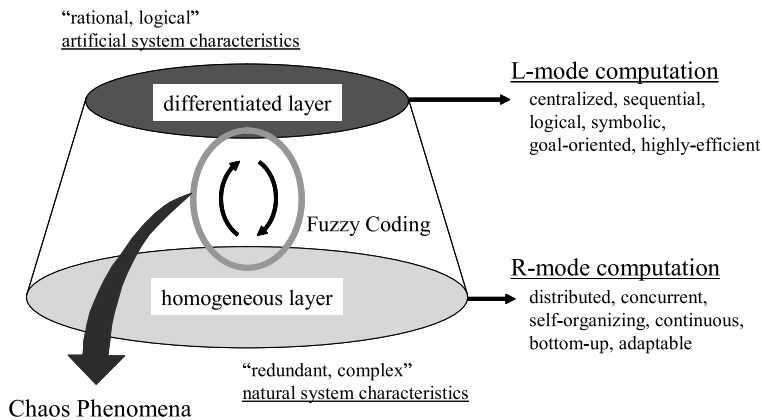 “rational, logical”
artificial system characteristics
L-mode computation
differentiated layer
centralized, sequential,
logical, symbolic,
goal-oriented, highly-efficient
Fuzzy Coding
R-mode computation
homogeneous layer
distributed, concurrent,
self-organizing, continuous,
bottom-up, adaptable
“redundant, complex”
natural system characteristics
Chaos Phenomena